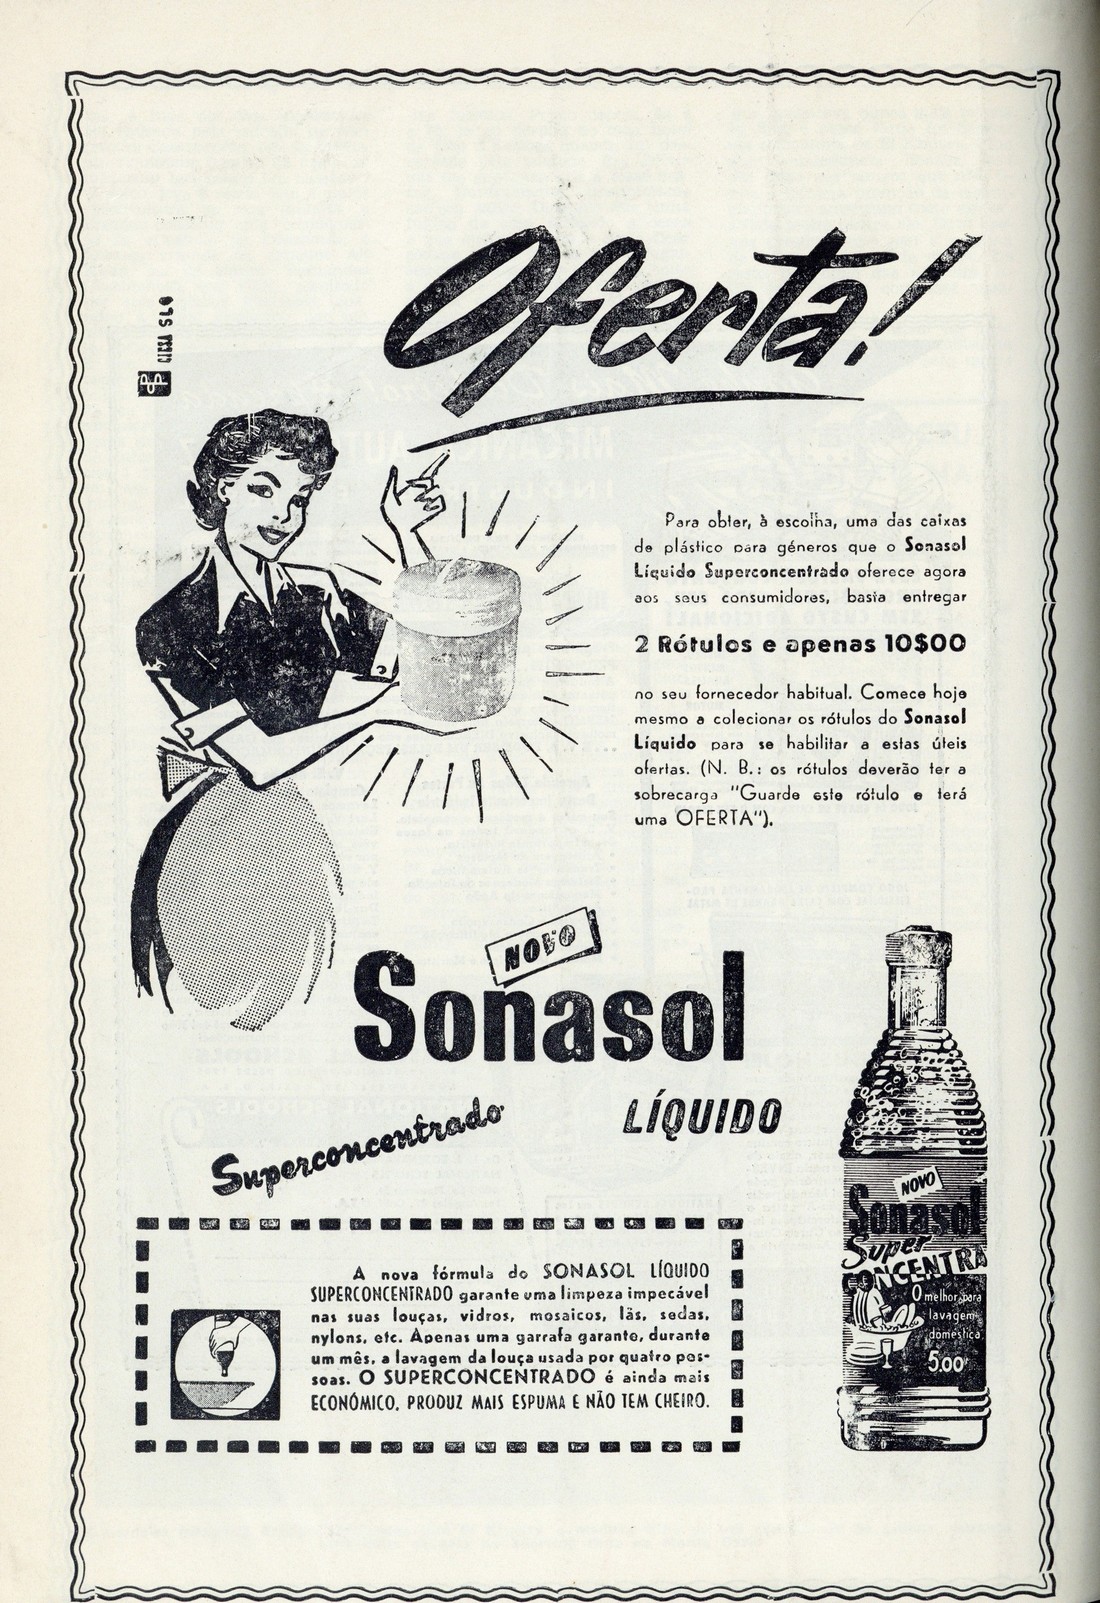 Oferta!
CIESA SLº
Para obter, à escolha, uma das caixas
de plástico para géneros que o Sonasol
Líquido Superconcentrado oferece agora
aos seus consumidores, basta entregar
2 Rótulos e apenas 10$00
no seu fornecedor habitual. Comece hoje
mesmo a colecionar os rótulos do Sonasol
Líquido para se habilitar a estas úteis
ofertas. (N. B.: os rótulos deverão ter a
sobrecarga "Guarde este rótulo e terá
uma OFERTA").
NOVO
Sonasol
LÍQUIDO
Superconcentrado
A nova fórmula do SONASOL LÍQUIDO
SUPERCONCENTRADO garante uma limpeza impecável
nas suas louças, vidros, mosaicos, lãs, sedas,
nylons, etc. Apenas uma garrafa garante, durante
um mês, a lavagem da louça usada por quatro pes-
soas. O SUPERCONCENTRADO é ainda mais
ECONÓMICO, PRODUZ MAIS ESPUMA E NÃO TEM CHEIRO.
NOVO
Sonasol
Super
CONCENTRA
O melhor para
lavagem
doméstica
5.00